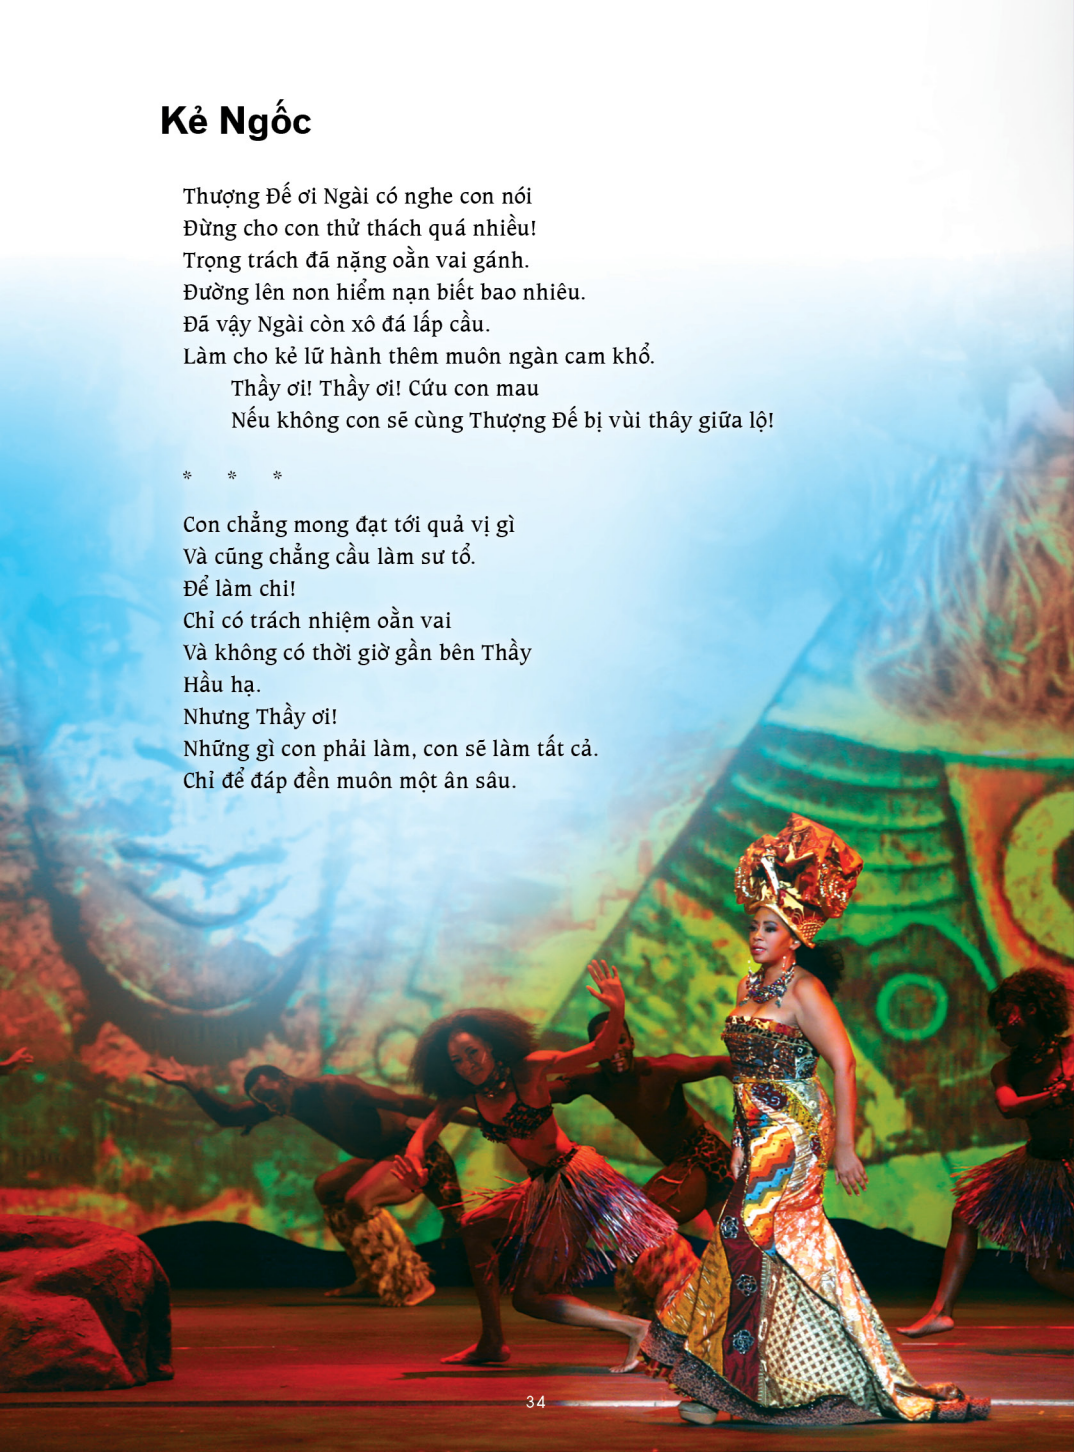 Kẻ Ngốc
Thượng Đế ơi Ngài có nghe con nói
Đừng cho con thử thách quá nhiều!
Trọng trách đã nặng oằn vai gánh.
Đường lên non hiểm nạn biết bao nhiêu.
Đã vậy Ngài còn xô đá lấp cầu.
Làm cho kẻ lữ hành thêm muôn ngàn cam khổ.
Thầy ơi! Thầy ơi! Cứu con mau
Nếu không con sẽ cùng Thượng Đế bị vùi thây giữa lộ!
* * *
Con chẳng mong đạt tới quả vị gì
Và cũng chẳng cầu làm sư tổ.
Để làm chi!
Chỉ có trách nhiệm oằn vai
Và không có thời giờ gần bên Thầy
Hầu hạ.
Nhưng Thầy ơi!
Những gì con phải làm, con sẽ làm tất cả.
Chỉ để đáp đền muôn một ân sâu.
34